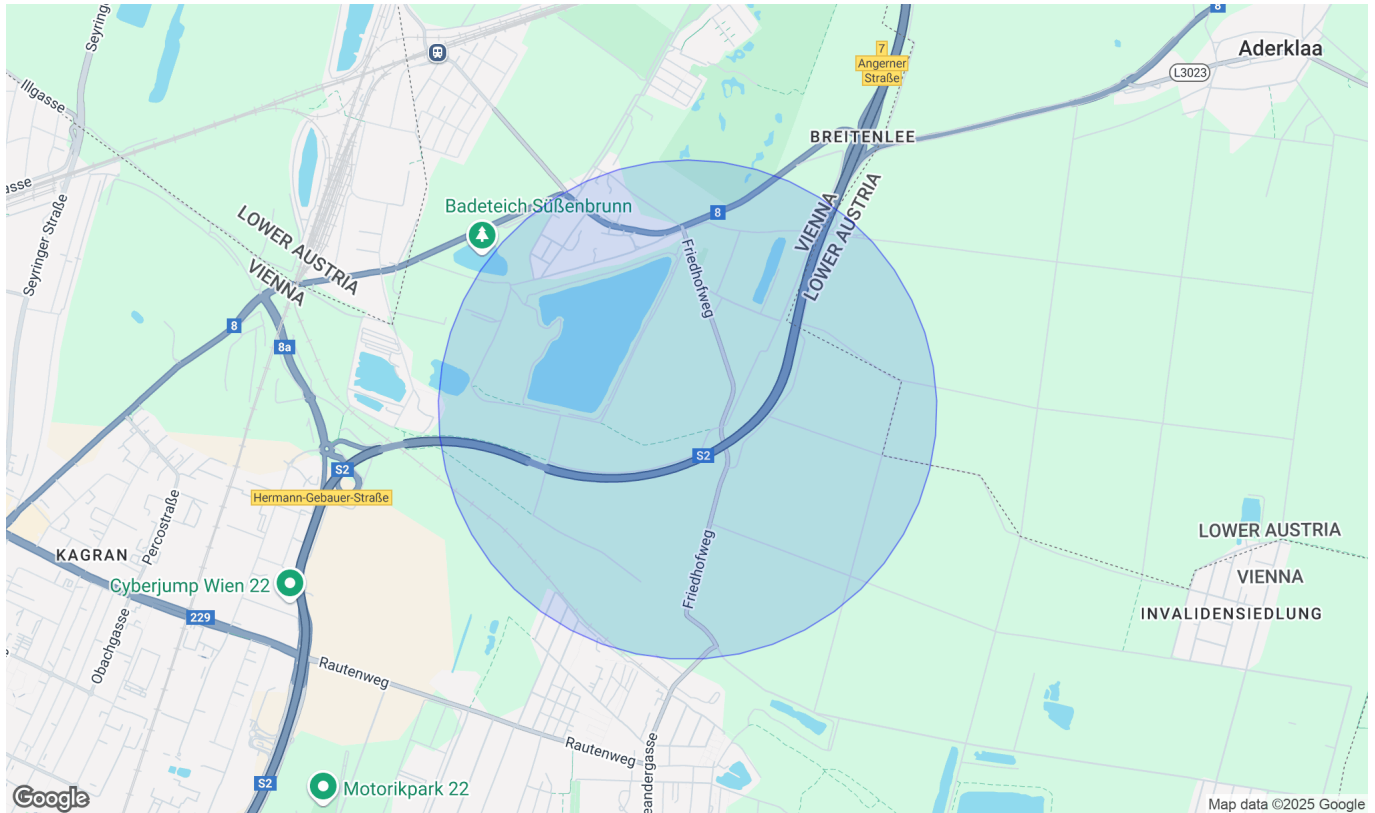 8
Seyring
Aderklaa
7
Angerner
Straße
L3023
Illgasse
BREITENLEE
asse
Badeteich Süßenbrunn
8
LOWER AUSTRIA
VIENNA
VIENNA
LOWER AUSTRIA
Seyringer Straße
Friedhofweg
8
8a
S2
S2
Hermann-Gebauer-Straße
Percostraße
KAGRAN
LOWER AUSTRIA
VIENNA
INVALIDENSIEDLUNG
Cyberjump Wien 22
229
Friedhofweg
Obachgasse
Rautenweg
Rautenweg
eandergasse
S2
Motorikpark 22
Google
Map data ©2025 Google